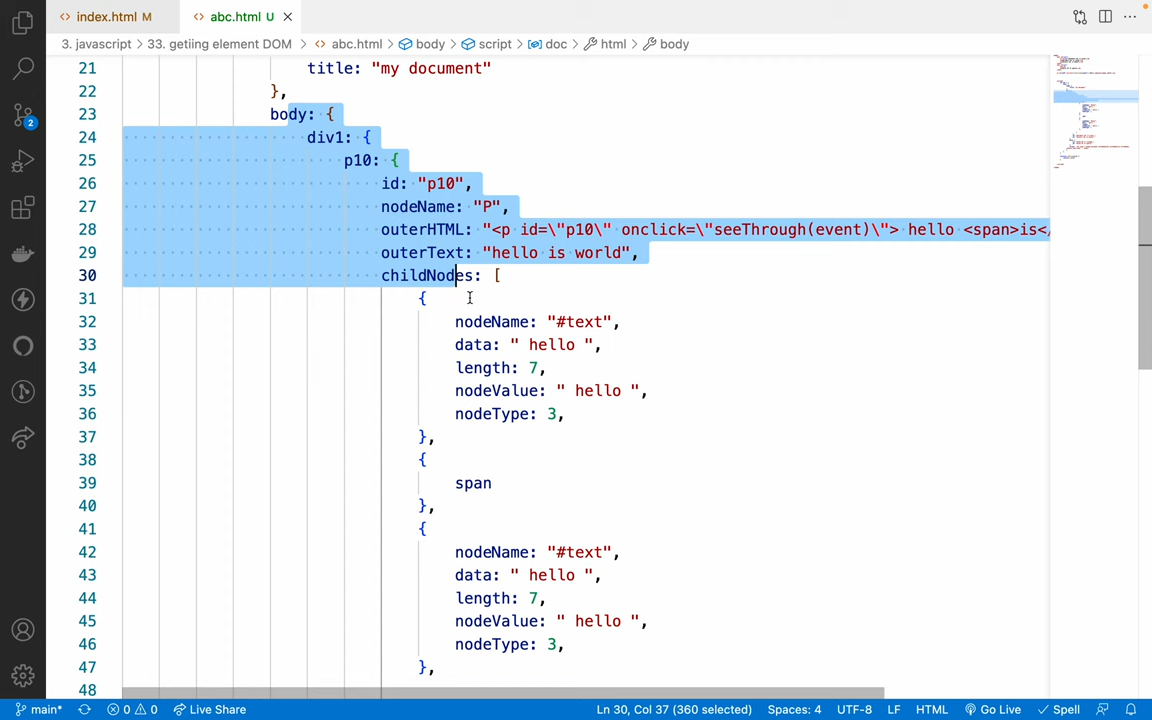 index.html M
abc.html U
3. javascript > 33. getiing element DOM > abc.html > body > script > doc > html > body
21 title: "my document"
22 },
23 body: {
24 div1: {
25 p10: {
26 id: "p10",
27 nodeName: "P",
28 outerHTML: "<p id=\"p10\" onclick=\"seeThrough(event)\"> hello <span>is</
29 outerText: "hello is world",
30 childNodes: [
31 {
32 nodeName: "#text",
33 data: " hello ",
34 length: 7,
35 nodeValue: " hello ",
36 nodeType: 3,
37 },
38 {
39 span
40 },
41 {
42 nodeName: "#text",
43 data: " hello ",
44 length: 7,
45 nodeValue: " hello ",
46 nodeType: 3,
47 },
48
2
main* 0 0 Live Share Ln 30, Col 37 (360 selected) Spaces: 4 UTF-8 LF HTML Go Live Spell